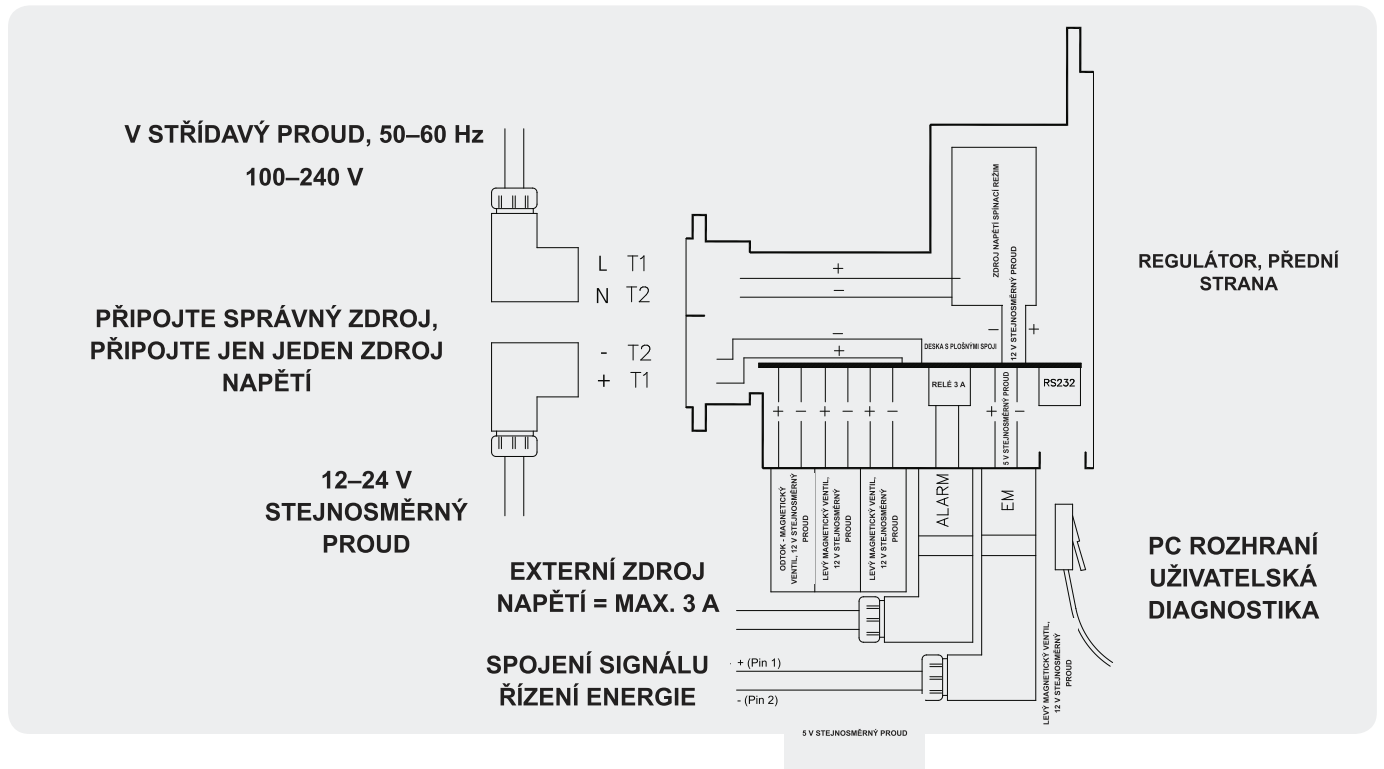 V STŘÍDAVÝ PROUD, 50–60 Hz
100–240 V
L T1
N T2
PŘIPOJTE SPRÁVNÝ ZDROJ,
PŘIPOJTE JEN JEDEN ZDROJ
NAPĚTÍ
- T2
+ T1
12–24 V
STEJNOSMĚRNÝ
PROUD
+
–
–
+
ZDROJ NAPĚTÍ SPÍNACÍ REŽIM
12 V STEJNOSMĚRNÝ PROUD
– +
REGULÁTOR, PŘEDNÍ
STRANA
DESKA S PLOŠNÝMI SPOJI
RELÉ 3 A
RS232
+ – + – + –
+ –
5 V STEJNOSMĚRNÝ PROUD
ODTOK - MAGNETICKÝ
VENTIL, 12 V STEJNOSMĚRNÝ
PROUD
LEVÝ MAGNETICKÝ VENTIL,
12 V STEJNOSMĚRNÝ
PROUD
LEVÝ MAGNETICKÝ VENTIL,
12 V STEJNOSMĚRNÝ
PROUD
ALARM
EM
EXTERNÍ ZDROJ
NAPĚTÍ = MAX. 3 A
PC ROZHRANÍ
UŽIVATELSKÁ
DIAGNOSTIKA
SPOJENÍ SIGNÁLU
ŘÍZENÍ ENERGIE
+ (Pin 1)
- (Pin 2)
LEVÝ MAGNETICKÝ VENTIL,
12 V STEJNOSMĚRNÝ
PROUD
5 V STEJNOSMĚRNÝ PROUD